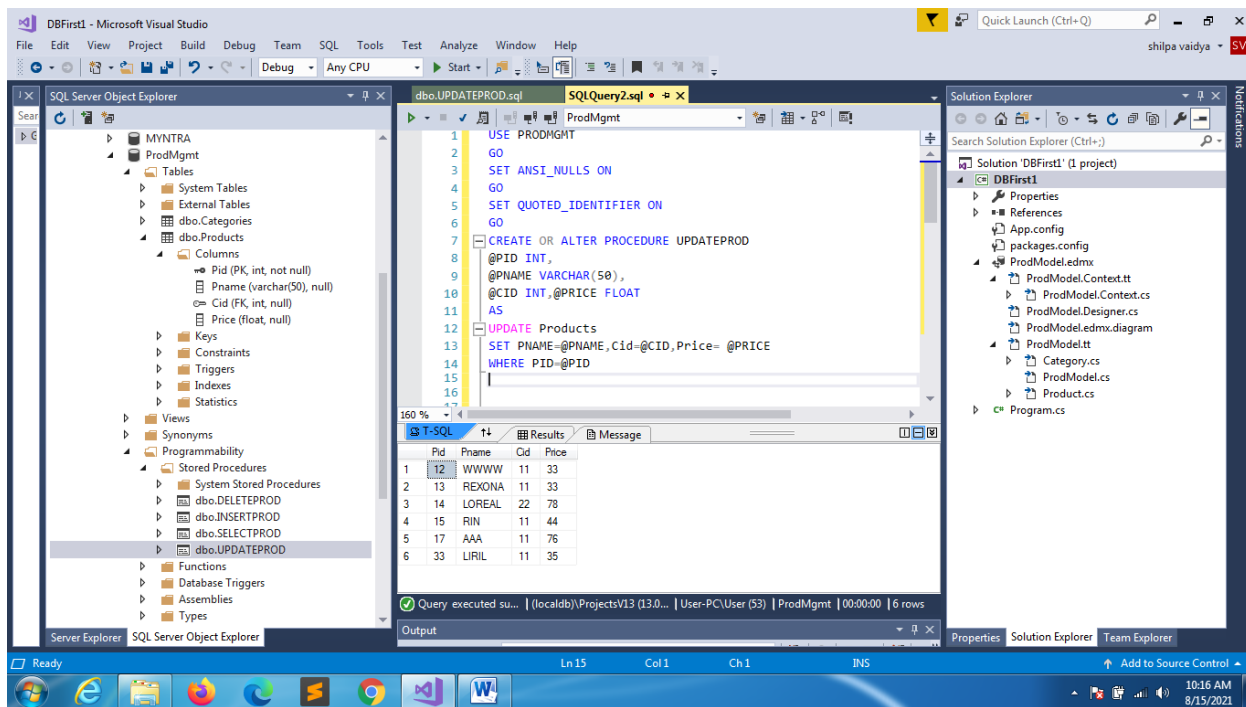 DBFirst1 - Microsoft Visual Studio
Quick Launch (Ctrl+Q)
File Edit View Project Build Debug Team SQL Tools Test Analyze Window Help
shilpa vaidya SV
Debug Any CPU Start
SQL Server Object Explorer
Sear
MYNTRA
ProdMgmt
Tables
System Tables
External Tables
dbo.Categories
dbo.Products
Columns
Pid (PK, int, not null)
Pname (varchar(50), null)
Cid (FK, int, null)
Price (float, null)
Keys
Constraints
Triggers
Indexes
Statistics
Views
Synonyms
Programmability
Stored Procedures
System Stored Procedures
dbo.DELETEPROD
dbo.INSERTPROD
dbo.SELECTPROD
dbo.UPDATEPROD
Functions
Database Triggers
Assemblies
Types
Server Explorer SQL Server Object Explorer
dbo.UPDATEPROD.sql SQLQuery2.sql
ProdMgmt
1 USE PRODMGMT
2 GO
3 SET ANSI_NULLS ON
4 GO
5 SET QUOTED_IDENTIFIER ON
6 GO
7 CREATE OR ALTER PROCEDURE UPDATEPROD
8 @PID INT,
9 @PNAME VARCHAR(50),
10 @CID INT,@PRICE FLOAT
11 AS
12 UPDATE Products
13 SET PNAME=@PNAME,Cid=@CID,Price= @PRICE
14 WHERE PID=@PID
15
16
17
160 %
T-SQL Results Message
Pid Pname Cid Price
1 12 WWWW 11 33
2 13 REXONA 11 33
3 14 LOREAL 22 78
4 15 RIN 11 44
5 17 AAA 11 76
6 33 LIRIL 11 35
Query executed su... | (localdb)\ProjectsV13 (13.0... | User-PC\User (53) | ProdMgmt | 00:00:00 | 6 rows
Output
Solution Explorer
Search Solution Explorer (Ctrl+;)
Solution 'DBFirst1' (1 project)
C# DBFirst1
Properties
References
App.config
packages.config
ProdModel.edmx
ProdModel.Context.tt
ProdModel.Context.cs
ProdModel.Designer.cs
ProdModel.edmx.diagram
ProdModel.tt
Category.cs
ProdModel.cs
Product.cs
C# Program.cs
Properties Solution Explorer Team Explorer
Notifications
Ready Ln 15 Col 1 Ch 1 INS Add to Source Control
10:16 AM
8/15/2021